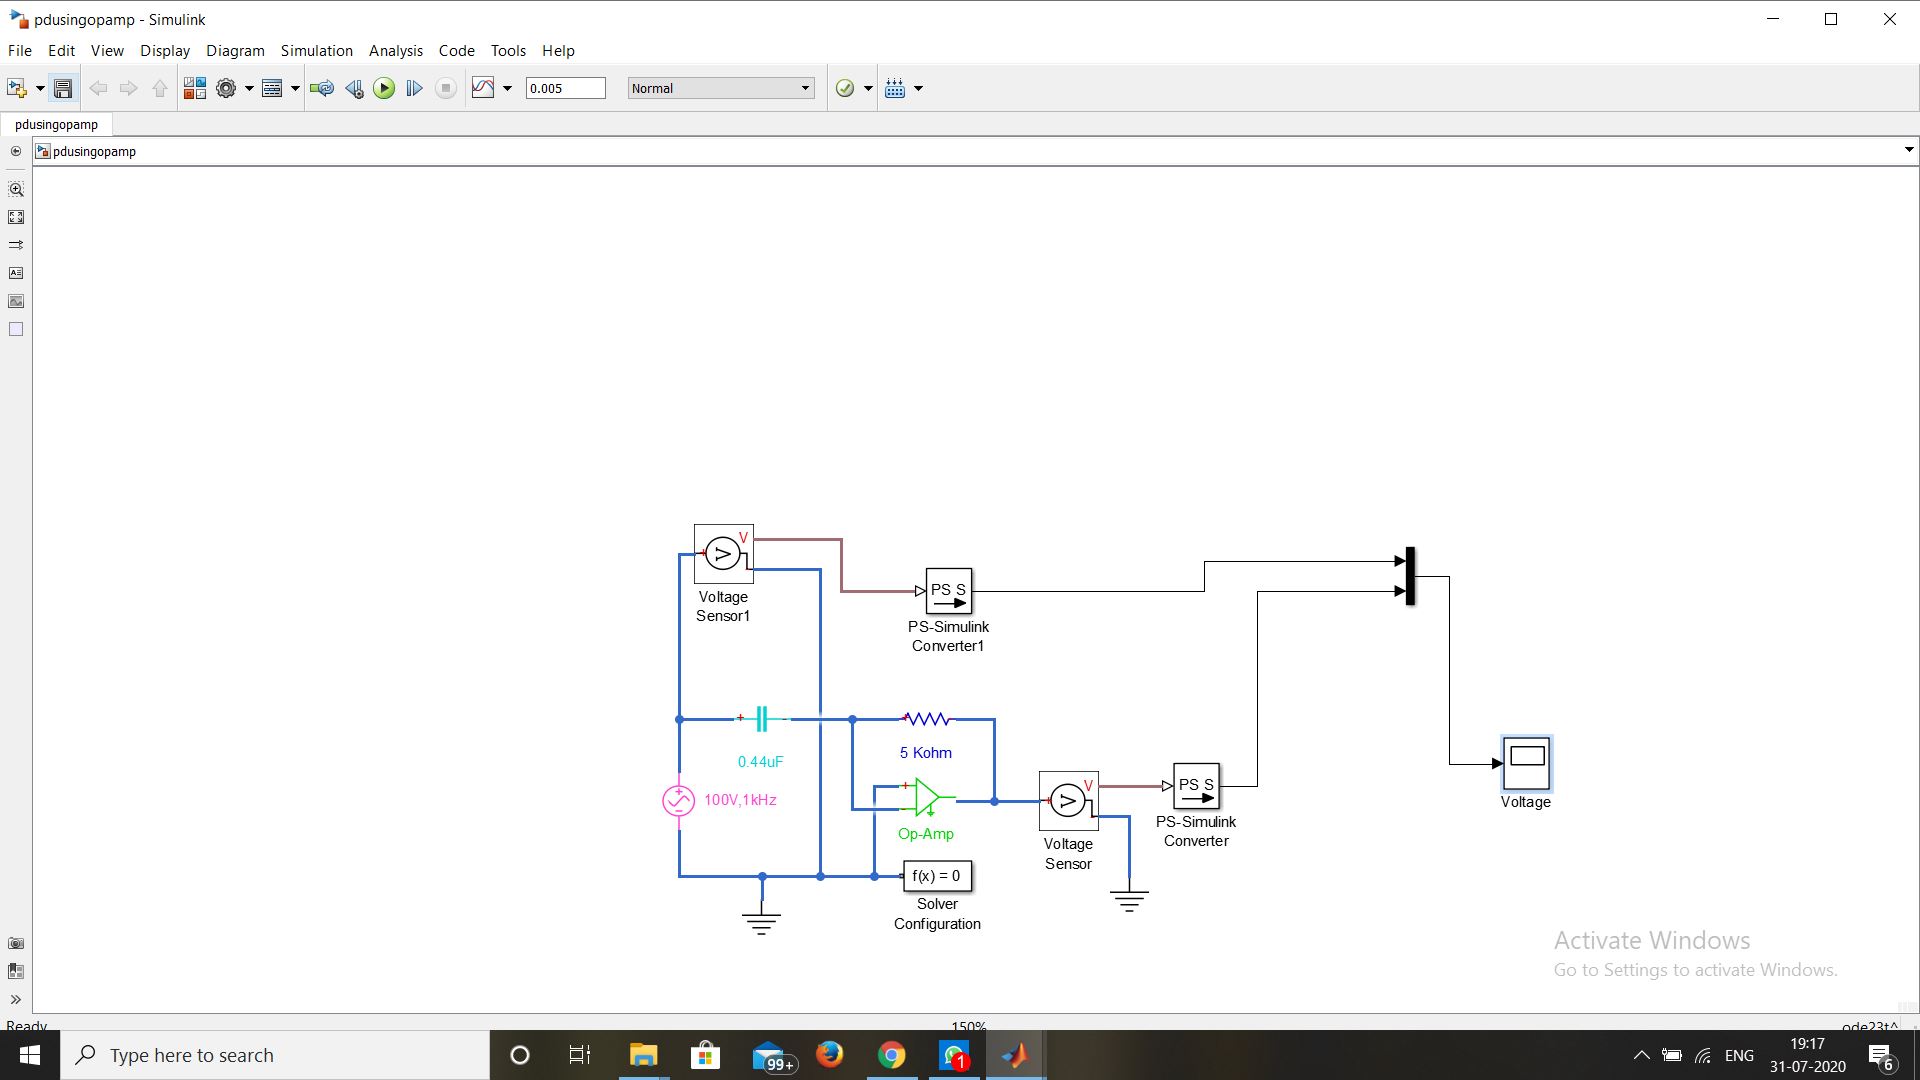 pdusingopamp - Simulink
File Edit View Display Diagram Simulation Analysis Code Tools Help
0.005 Normal
pdusingopamp
pdusingopamp
V
Voltage
Sensor1
PS S
PS-Simulink
Converter1
0.44uF
5 Kohm
100V,1kHz
Op-Amp
V
Voltage
Sensor
PS S
PS-Simulink
Converter
Voltage
f(x) = 0
Solver
Configuration
Activate Windows
Go to Settings to activate Windows.
Ready 150% ode23t
Type here to search
99+
1
ENG
19:17
31-07-2020
6